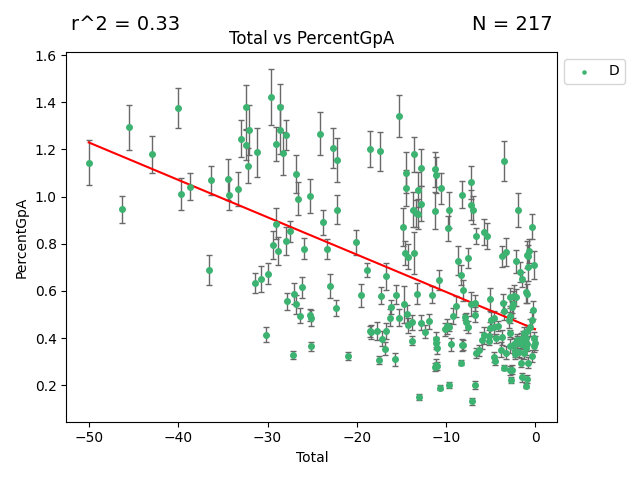 r^2 = 0.33
N = 217
Total vs PercentGpA
D
PercentGpA
1.6
1.4
1.2
1.0
0.8
0.6
0.4
0.2
−50
−40
−30
−20
−10
0
Total